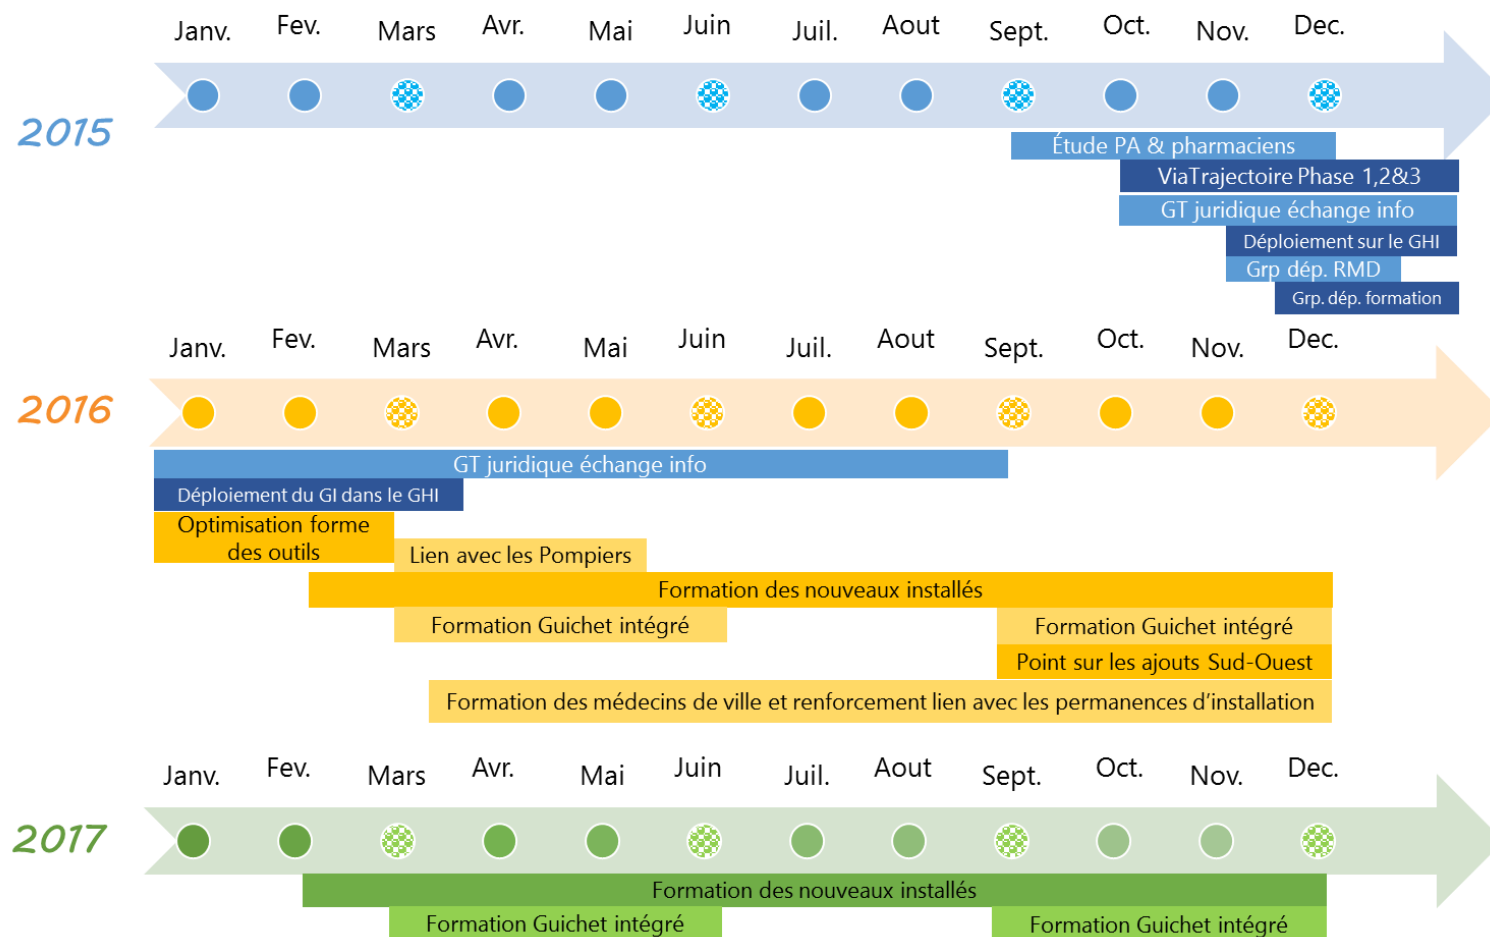 Janv. Fev. Mars Avr. Mai Juin Juil. Aout Sept. Oct. Nov. Dec.
2015
Étude PA & pharmaciens
ViaTrajectoire Phase 1,2&3
GT juridique échange info
Déploiement sur le GHI
Grp dép. RMD
Grp. dép. formation
Janv. Fev. Mars Avr. Mai Juin Juil. Aout Sept. Oct. Nov. Dec.
2016
GT juridique échange info
Déploiement du GI dans le GHI
Optimisation forme
des outils
Lien avec les Pompiers
Formation des nouveaux installés
Formation Guichet intégré Formation Guichet intégré
Point sur les ajouts Sud-Ouest
Formation des médecins de ville et renforcement lien avec les permanences d'installation
Janv. Fev. Mars Avr. Mai Juin Juil. Aout Sept. Oct. Nov. Dec.
2017
Formation des nouveaux installés
Formation Guichet intégré Formation Guichet intégré